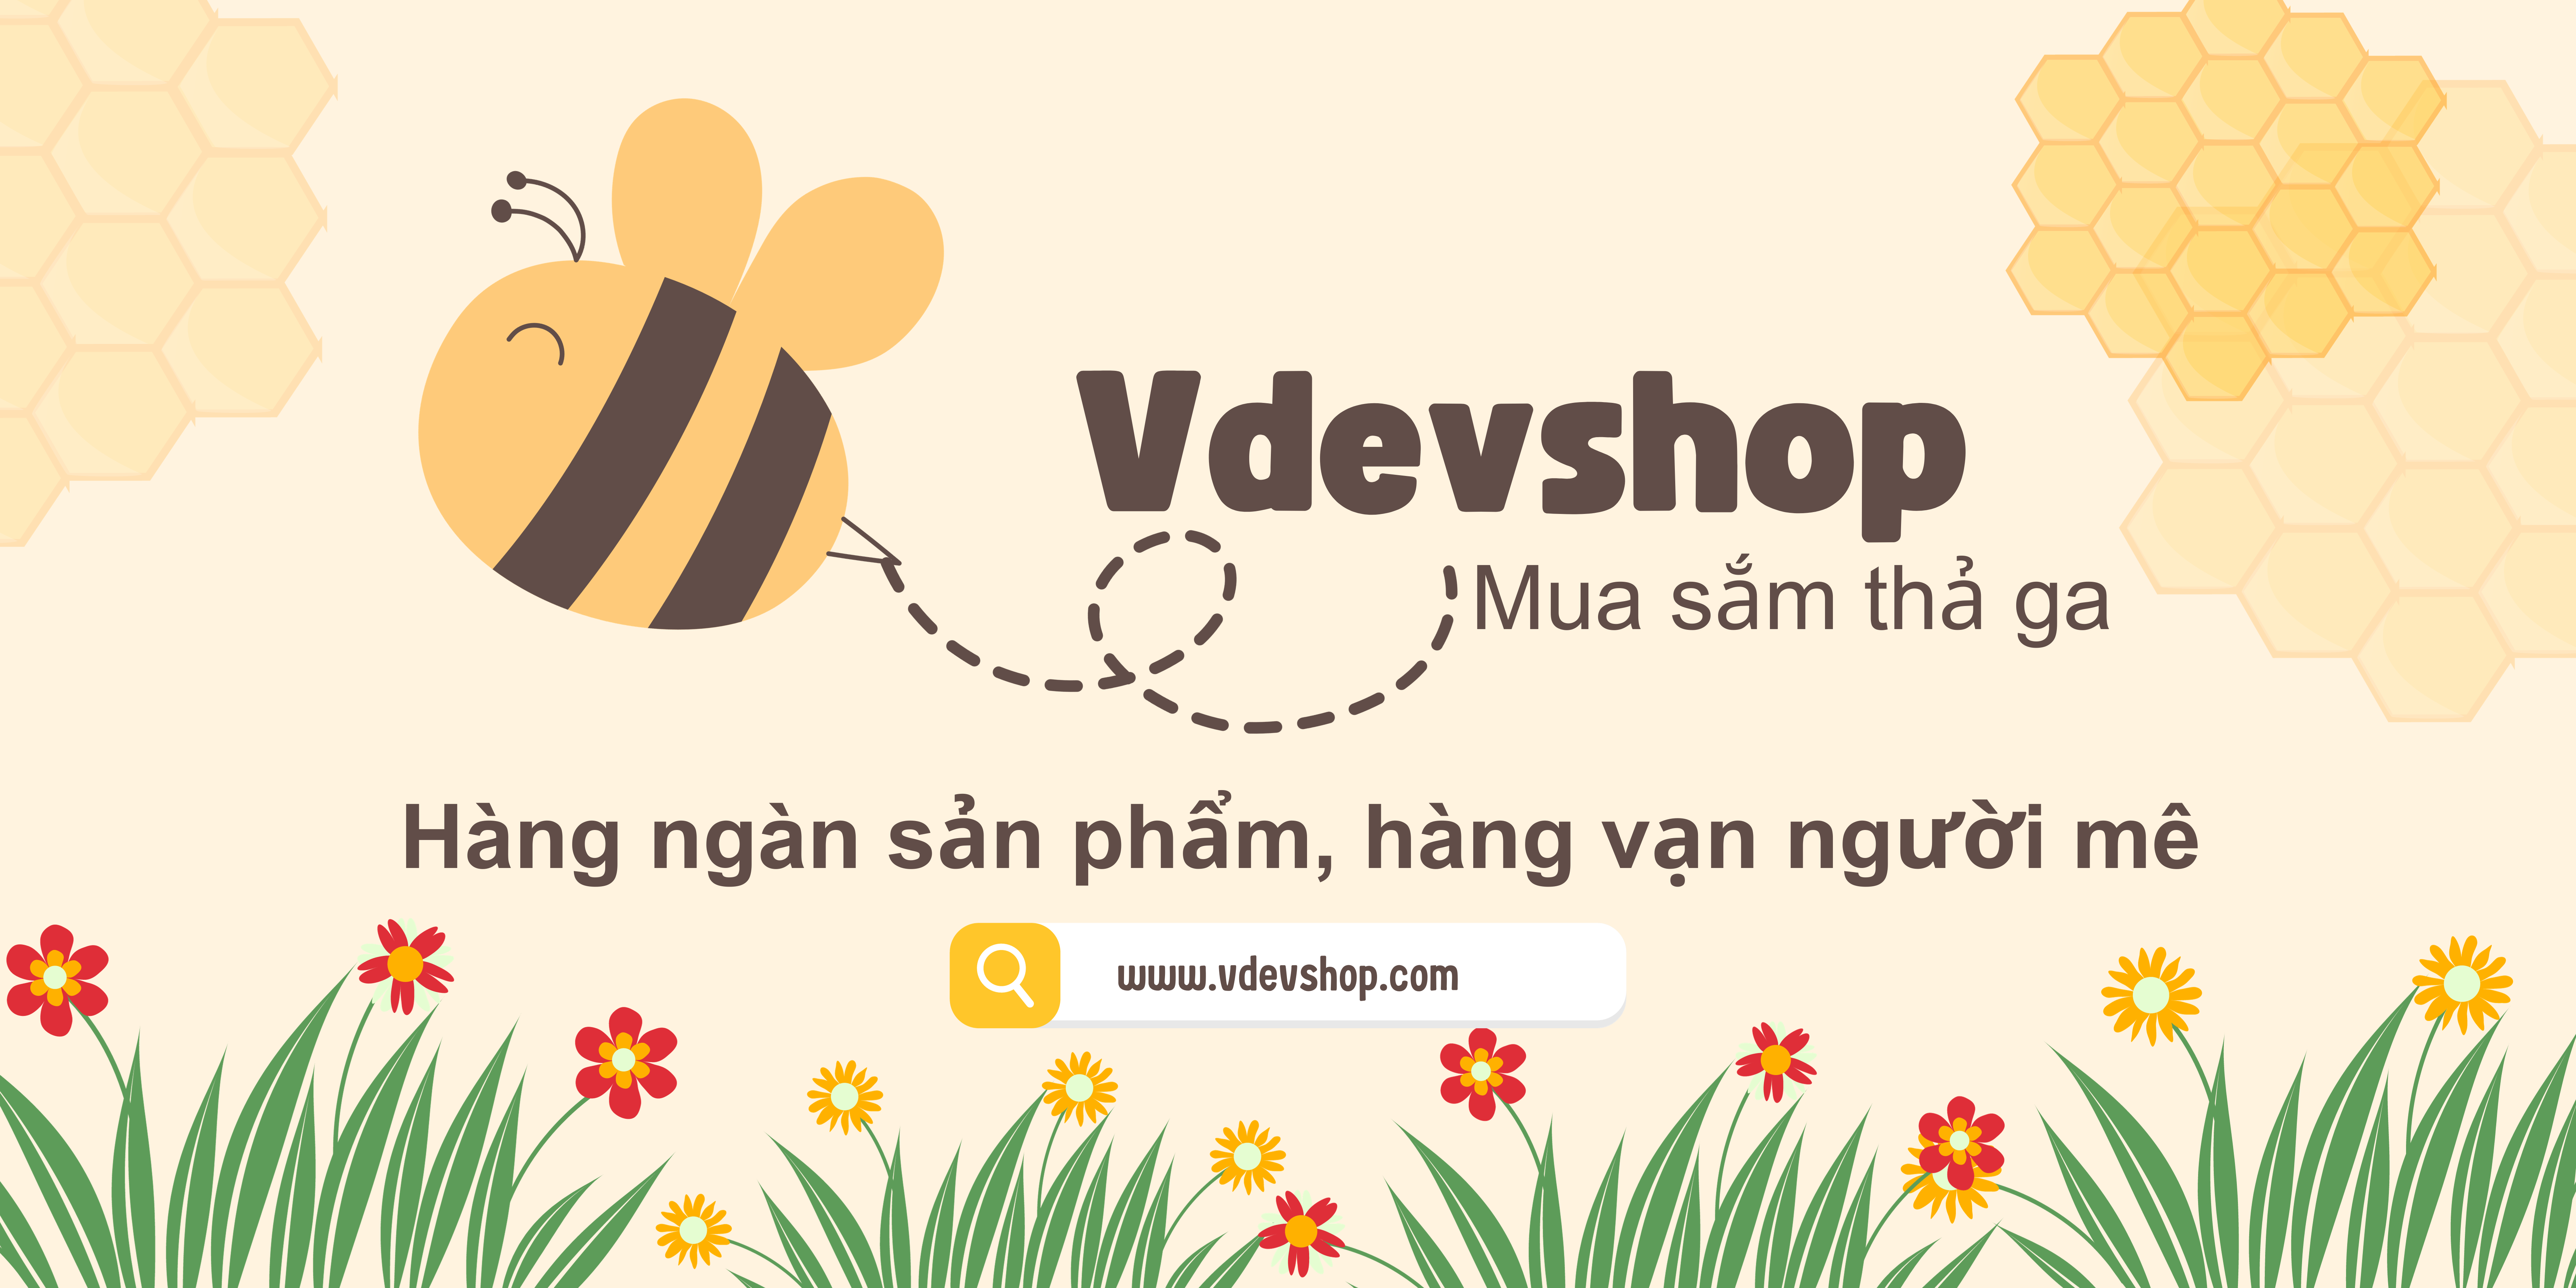 Vdevshop
Mua sắm thả ga
Hàng ngàn sản phẩm, hàng vạn người mê
www.vdevshop.com